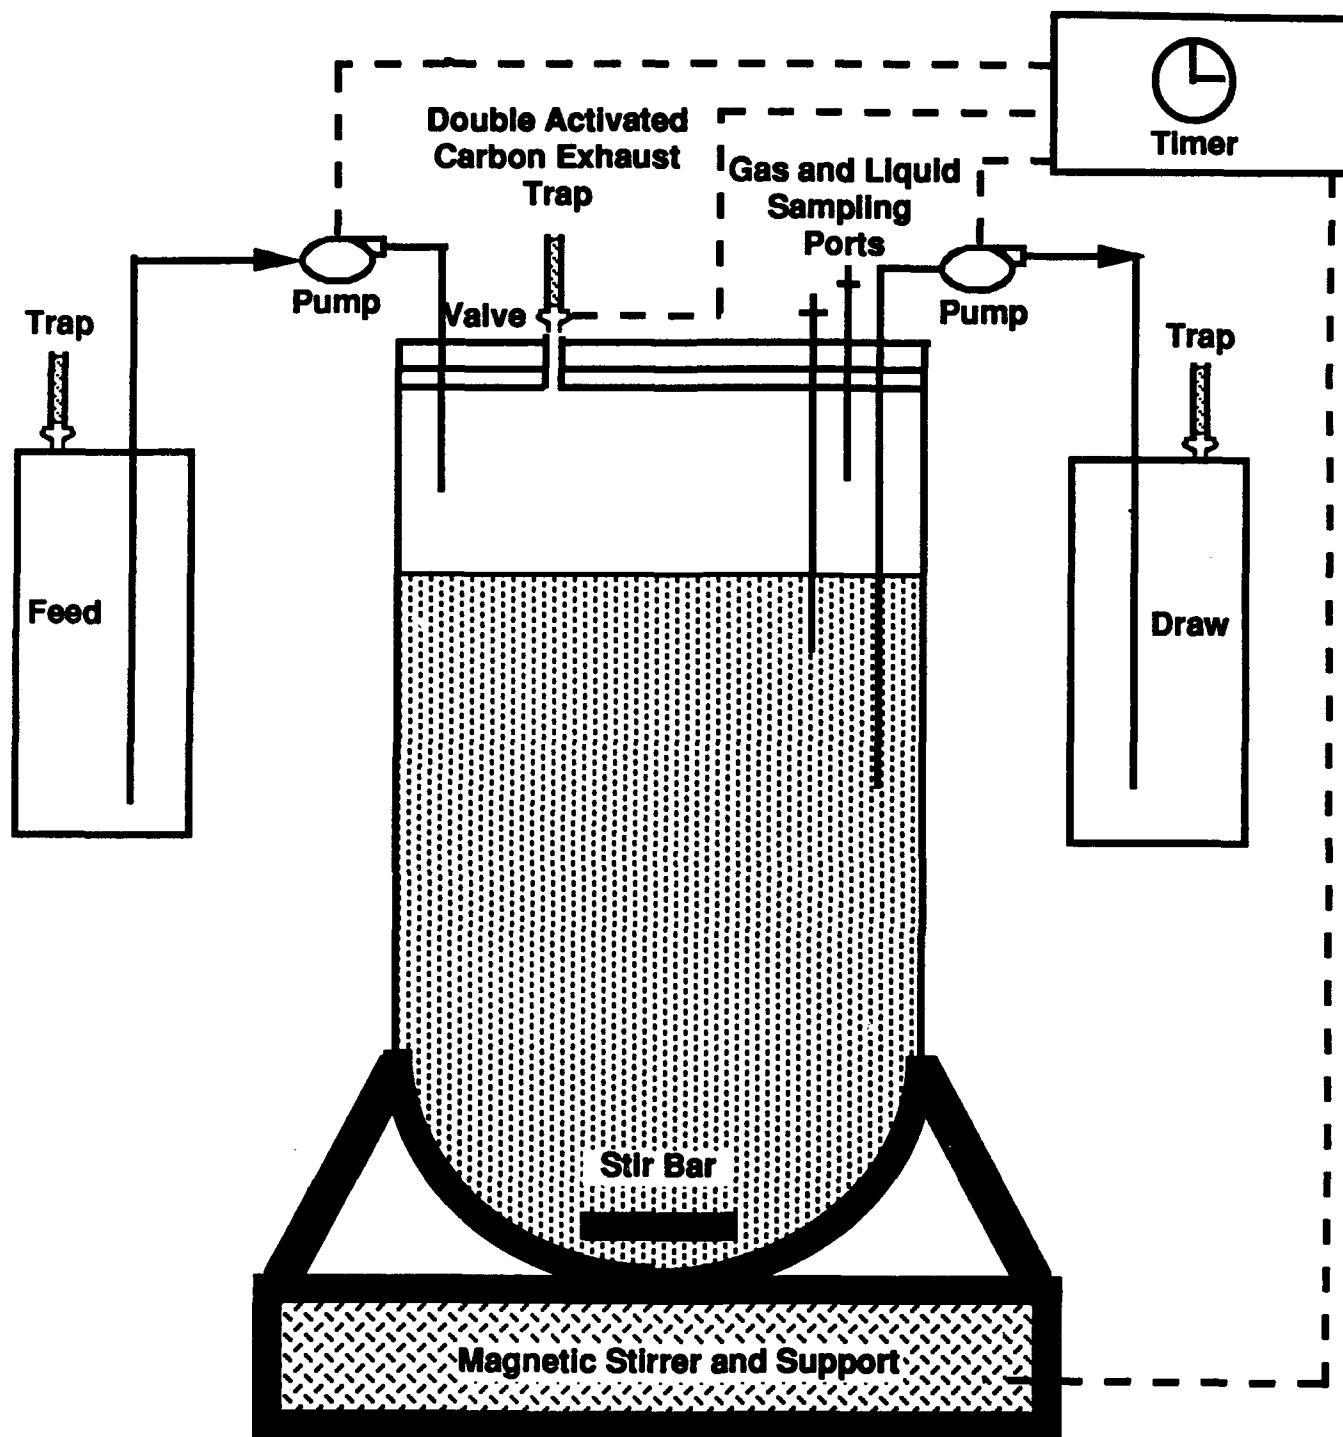 Timer
Double Activated
Carbon Exhaust
Trap
Gas and Liquid
Sampling
Ports
Pump
Valve
Pump
Trap
Trap
Feed
Draw
Stir Bar
Magnetic Stirrer and Support